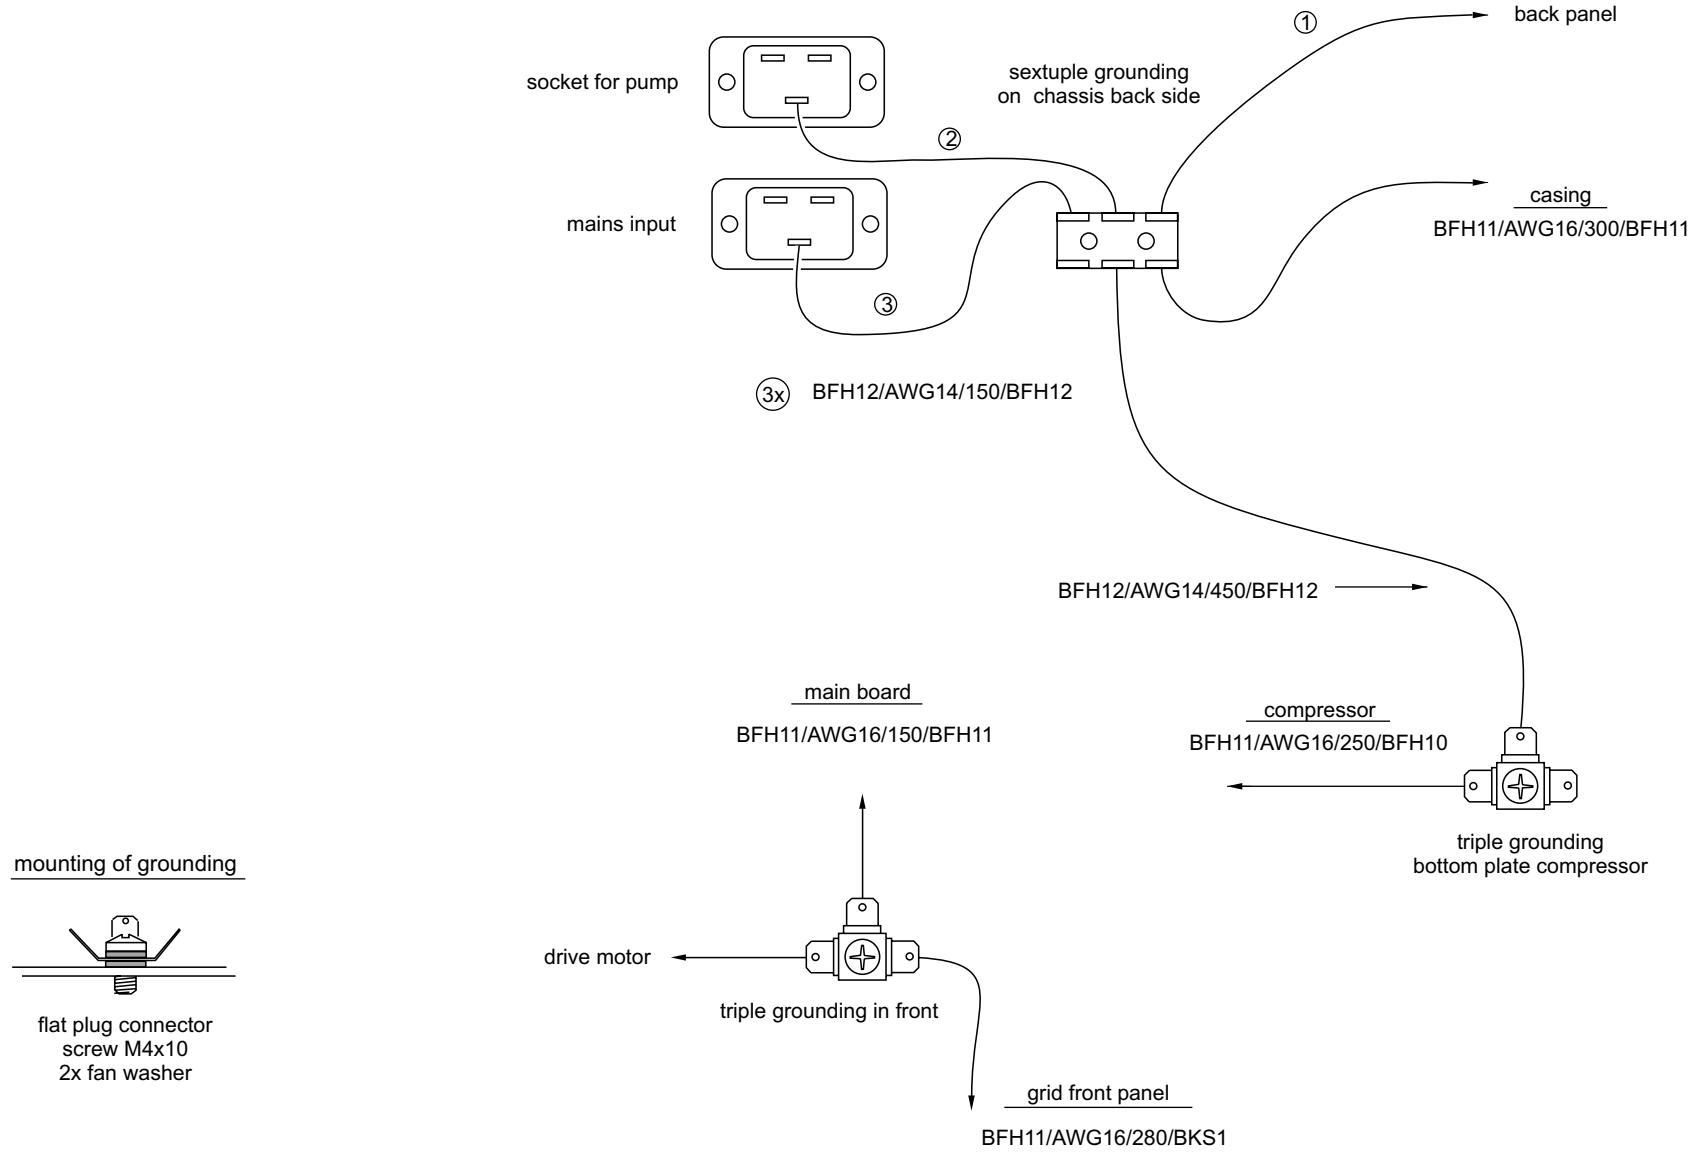 1
back panel
socket for pump
sextuple grounding
on chassis back side
2
mains input
casing
BFH11/AWG16/300/BFH11
3
3x
BFH12/AWG14/150/BFH12
BFH12/AWG14/450/BFH12
main board
BFH11/AWG16/150/BFH11
compressor
BFH11/AWG16/250/BFH10
triple grounding
bottom plate compressor
mounting of grounding
drive motor
triple grounding in front
flat plug connector
screw M4x10
2x fan washer
grid front panel
BFH11/AWG16/280/BKS1